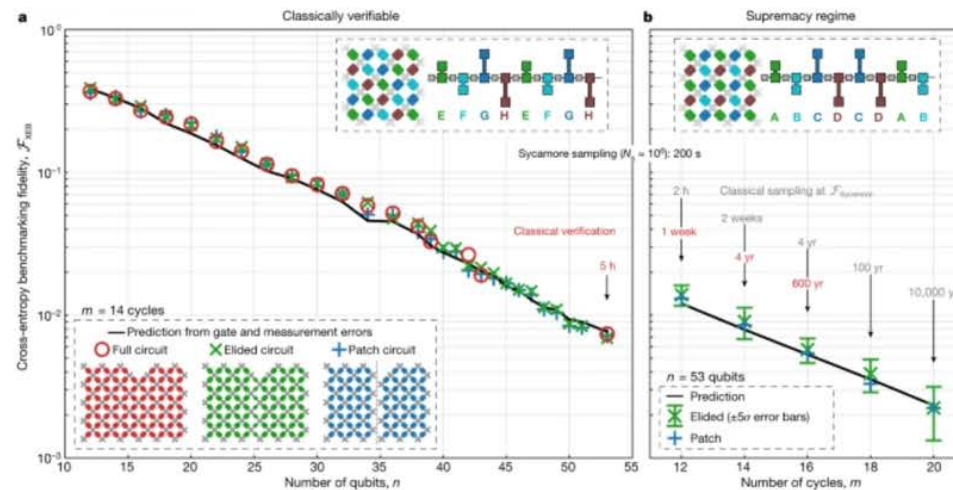 a
Classically verifiable
b
Supremacy regime
Cross-entropy benchmarking fidelity, ℱXEB
10⁰
10⁻¹
10⁻²
10⁻³
E F G H E F G H
A B C D C D A B
Sycamore sampling (Nₛ = 10⁶): 200 s
Classical sampling at ℱSycamore
2 h
1 week
2 weeks
4 yr
4 yr
600 yr
100 yr
10,000 y
Classical verification
5 h
m = 14 cycles
Prediction from gate and measurement errors
Full circuit
Elided circuit
Patch circuit
n = 53 qubits
Prediction
Elided (±5σ error bars)
Patch
10 15 20 25 30 35 40 45 50 55
Number of qubits, n
12 14 16 18 20
Number of cycles, m